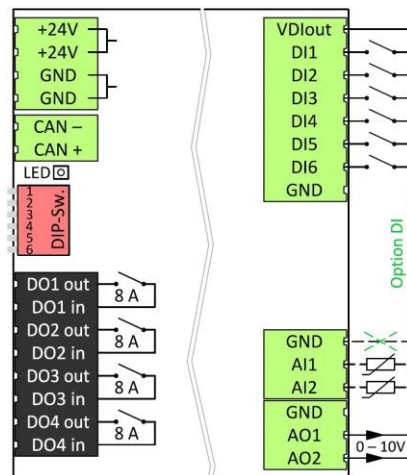 +24V
+24V
GND
GND
CAN –
CAN +
LED
1
2
3
4
5
6
DIP-Sw.
DO1 out
DO1 in
8 A
DO2 out
DO2 in
8 A
DO3 out
DO3 in
8 A
DO4 out
DO4 in
8 A
VDIout
DI1
DI2
DI3
DI4
DI5
DI6
GND
Option DI
GND
AI1
AI2
GND
AO1
AO2
0 – 10V